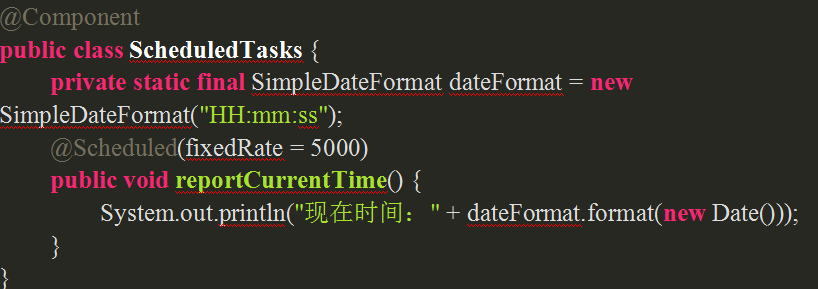 @Component
public class ScheduledTasks {
private static final SimpleDateFormat dateFormat = new
SimpleDateFormat("HH:mm:ss");
@Scheduled(fixedRate = 5000)
public void reportCurrentTime() {
System.out.println("现在时间：" + dateFormat.format(new Date()));
}
}